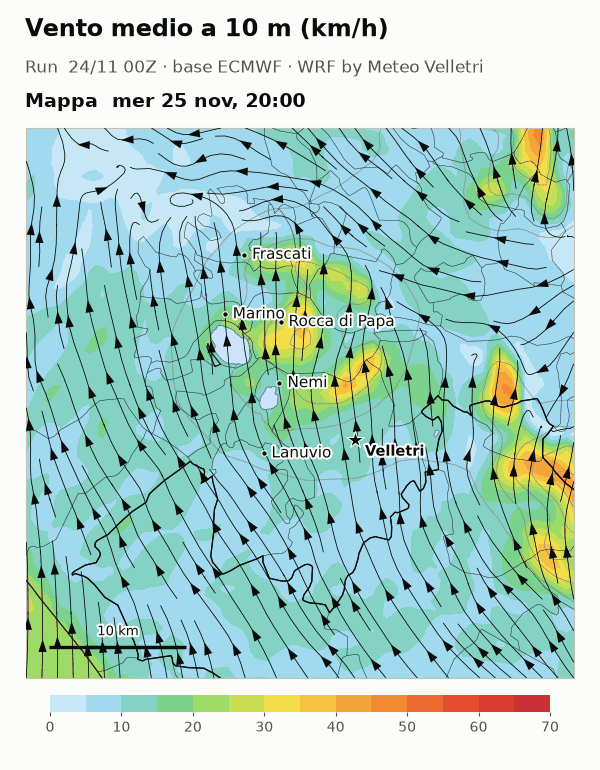 Vento medio a 10 m (km/h)
Run 24/11 00Z · base ECMWF · WRF by Meteo Velletri
Mappa mer 25 nov, 20:00
Frascati
Marino
Rocca di Papa
Nemi
Velletri
Lanuvio
10 km
0 10 20 30 40 50 60 70